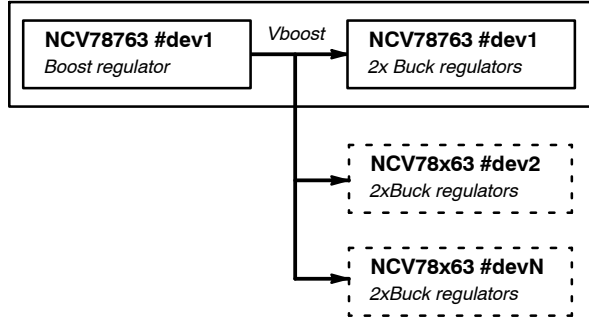 NCV78763 #dev1
Boost regulator
Vboost
NCV78763 #dev1
2x Buck regulators
NCV78x63 #dev2
2xBuck regulators
NCV78x63 #devN
2xBuck regulators